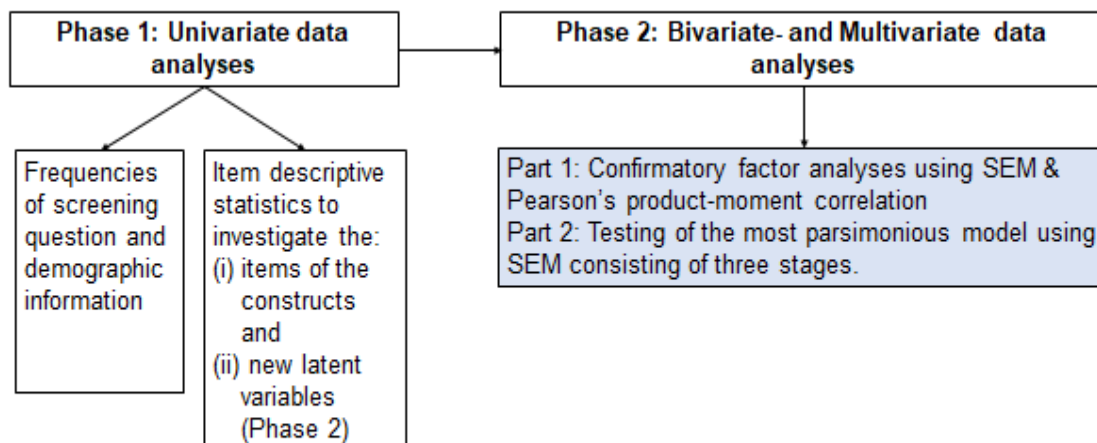 Phase 1: Univariate data
analyses
Phase 2: Bivariate- and Multivariate data
analyses
Frequencies
of screening
question and
demographic
information
Item descriptive
statistics to
investigate the:
(i) items of the
constructs
and
(ii) new latent
variables
(Phase 2)
Part 1: Confirmatory factor analyses using SEM &
Pearson's product-moment correlation
Part 2: Testing of the most parsimonious model using
SEM consisting of three stages.